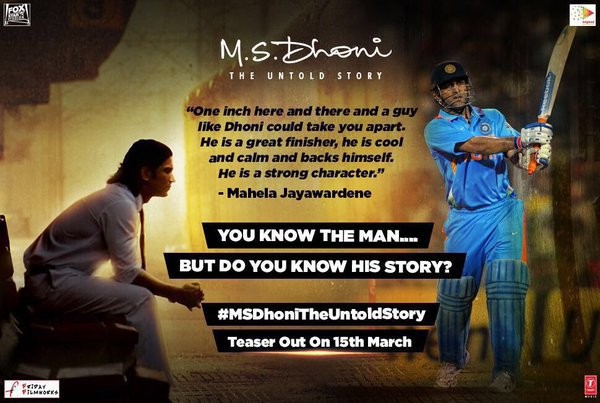 FOX
STAR
STUDIOS
M.S. Dhoni
THE UNTOLD STORY
“One inch here and there and a guy
like Dhoni could take you apart.
He is a great finisher, he is cool
and calm and backs himself.
He is a strong character.”
- Mahela Jayawardene
YOU KNOW THE MAN....
BUT DO YOU KNOW HIS STORY?
#MSDhoniTheUntoldStory
Teaser Out On 15th March
FRIDAY
FILMWORKS
T